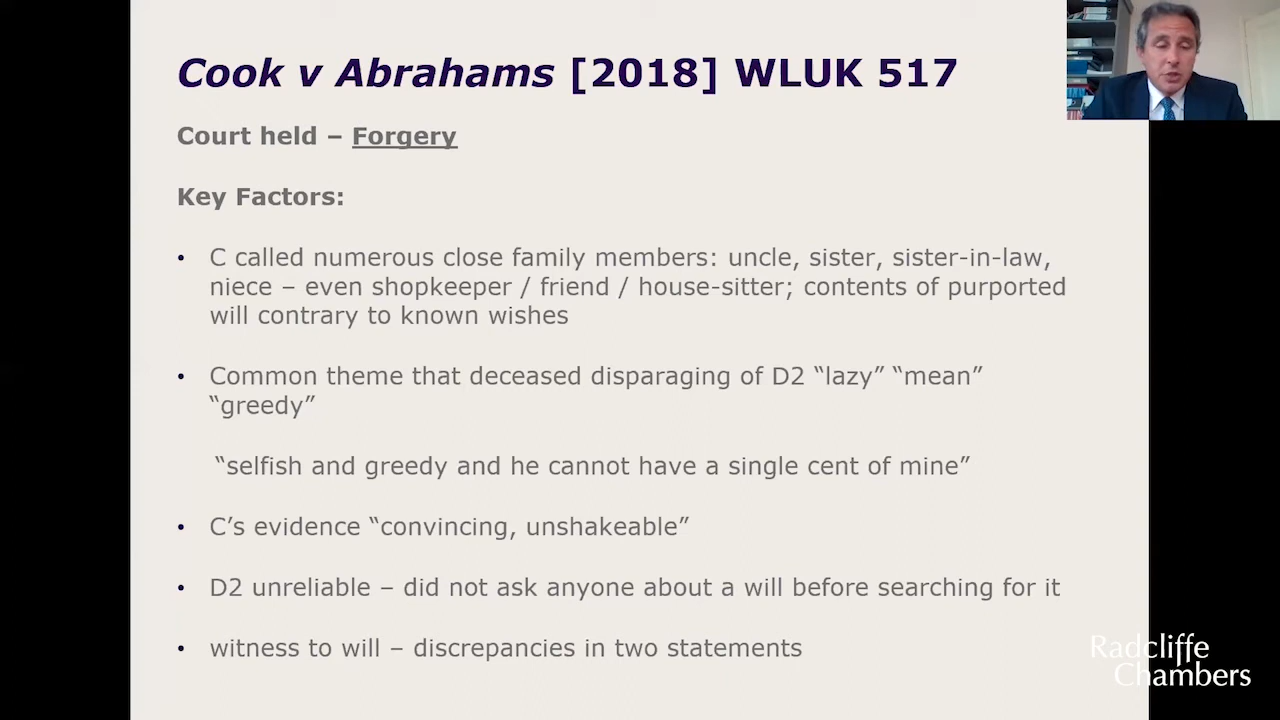 Cook v Abrahams [2018] WLUK 517
Court held – Forgery
Key Factors:
• C called numerous close family members: uncle, sister, sister-in-law,
niece – even shopkeeper / friend / house-sitter; contents of purported
will contrary to known wishes
• Common theme that deceased disparaging of D2 “lazy” “mean”
“greedy”
“selfish and greedy and he cannot have a single cent of mine”
• C’s evidence “convincing, unshakeable”
• D2 unreliable – did not ask anyone about a will before searching for it
• witness to will – discrepancies in two statements
Radcliffe
Chambers